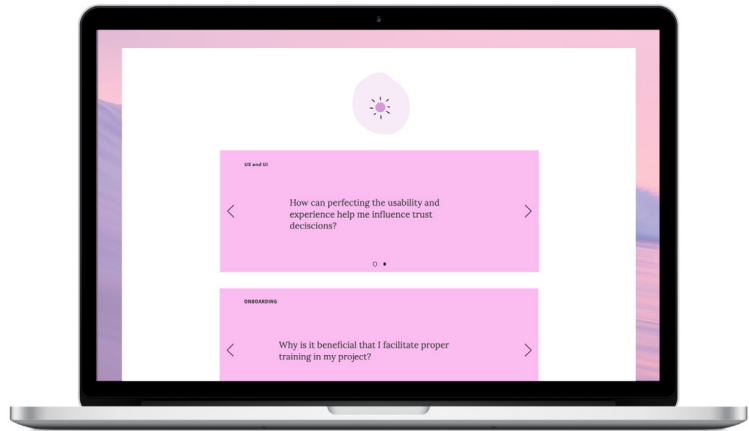 UX and UI
How can perfecting the usability and
experience help me influence trust
deciscions?
ONBOARDING
Why is it beneficial that I facilitate proper
training in my project?